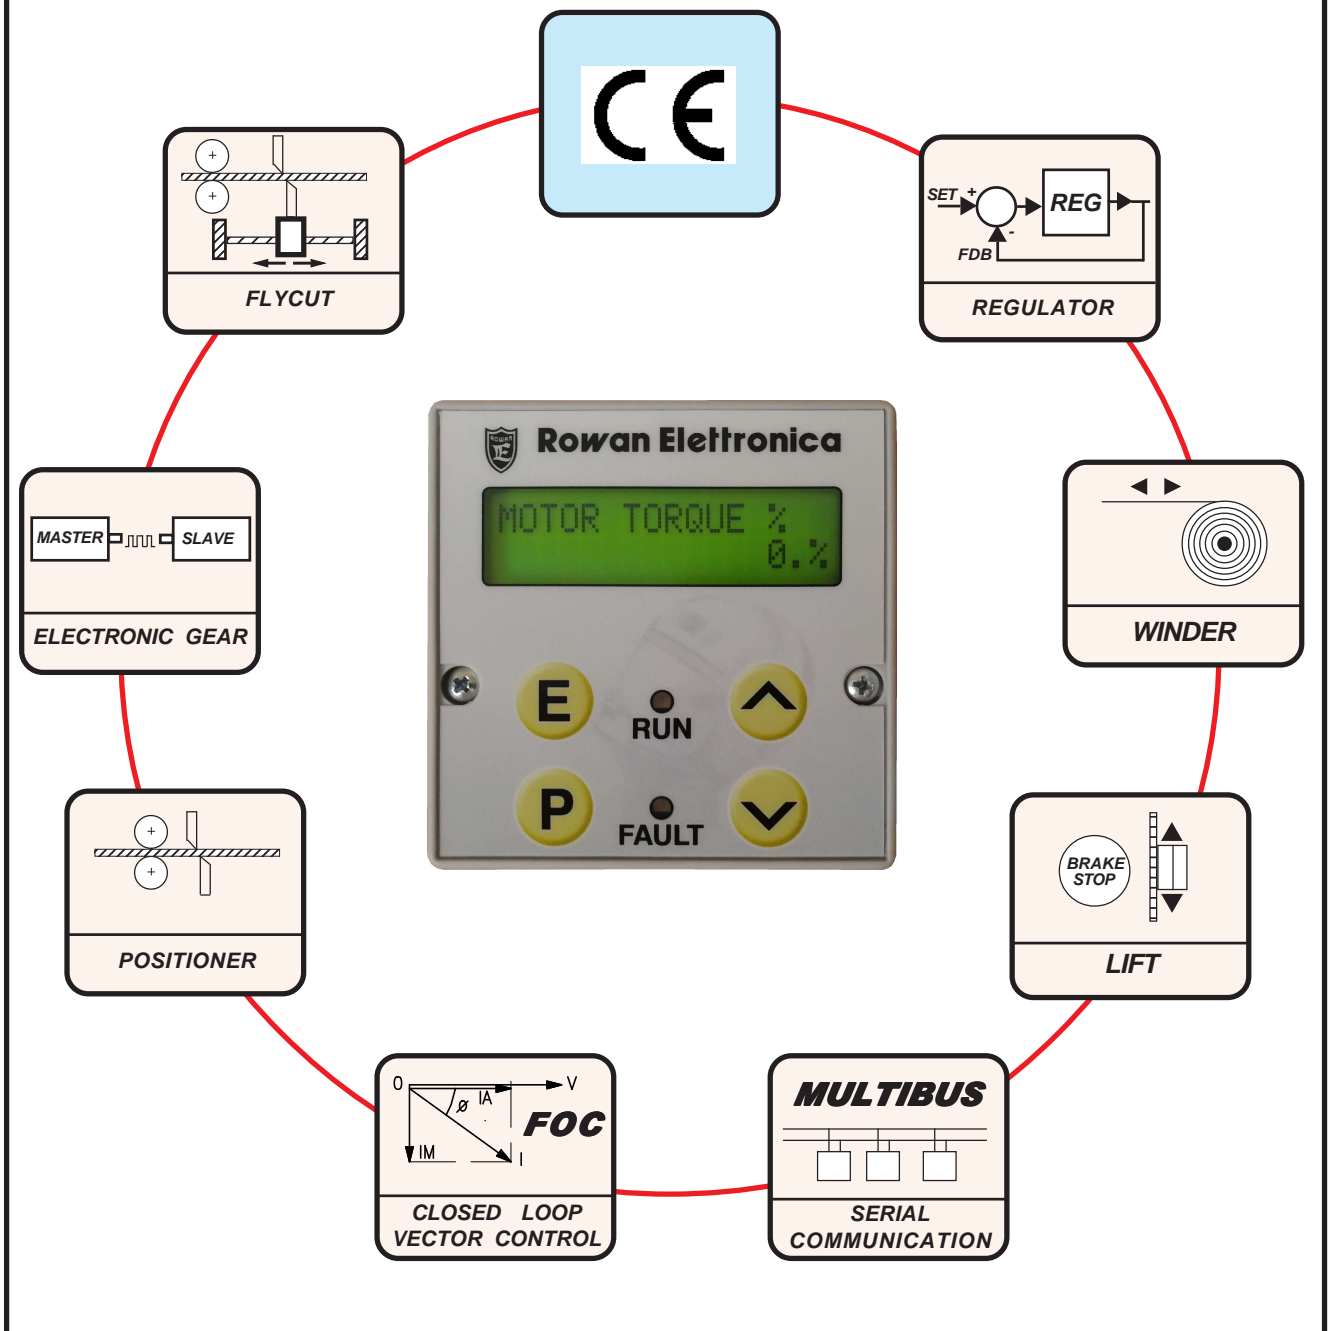 CE
FLYCUT
SET
+
REG
-
FDB
REGULATOR
ROWAN
E
Rowan Elettronica
MOTOR TORQUE %
0.%
E
RUN
P
FAULT
MASTER
SLAVE
ELECTRONIC GEAR
WINDER
POSITIONER
BRAKE
STOP
LIFT
O
V
IA
ø
FOC
IM
I
CLOSED LOOP
VECTOR CONTROL
MULTIBUS
SERIAL
COMMUNICATION